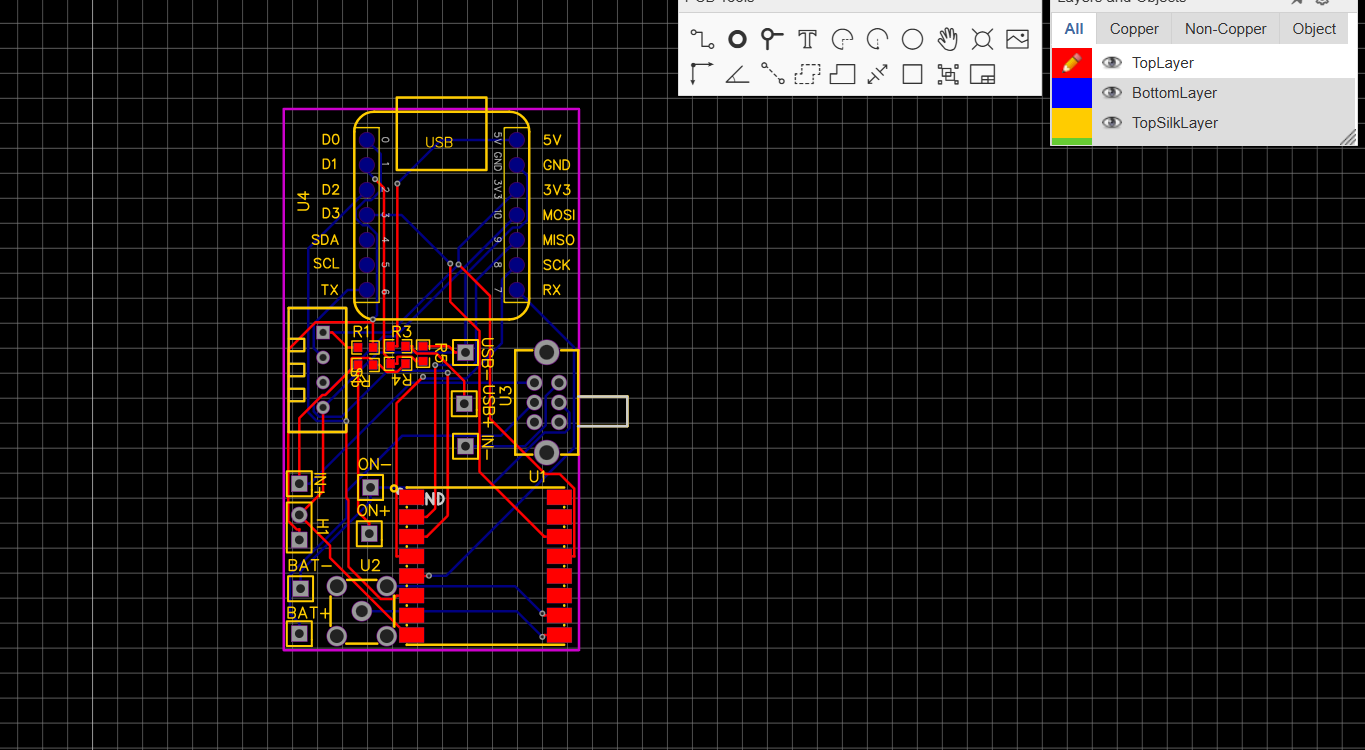 Layers and Objects
All Copper Non-Copper Object
TopLayer
BottomLayer
TopSilkLayer
USB
U4
D0 0 5V 5V
D1 1 GND GND
D2 2 3V3 3V3
D3 3 10 MOSI
SDA 4 9 MISO
SCL 5 8 SCK
TX 6 7 RX
R1 R3
R4
R5
USB-
USB+
U3
IN-
ON-
U1
IN+
ND
ON+
H1
BAT-
U2
BAT+